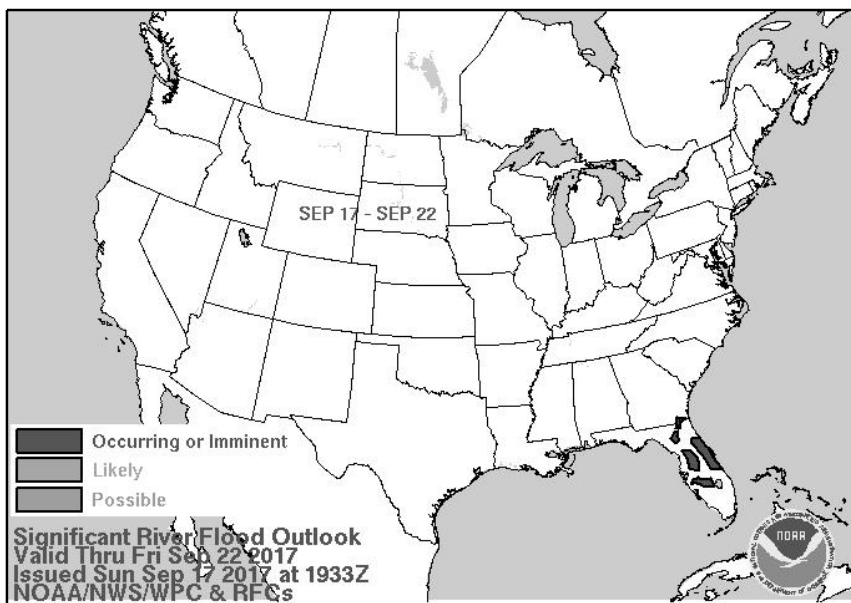 SEP 17 - SEP 22
Occurring or Imminent
Likely
Possible
Significant River Flood Outlook
Valid Thru Fri Sep 22 2017
Issued Sun Sep 17 2017 at 1933Z
NOAA/NWS/WPC & RFCs
NOAA